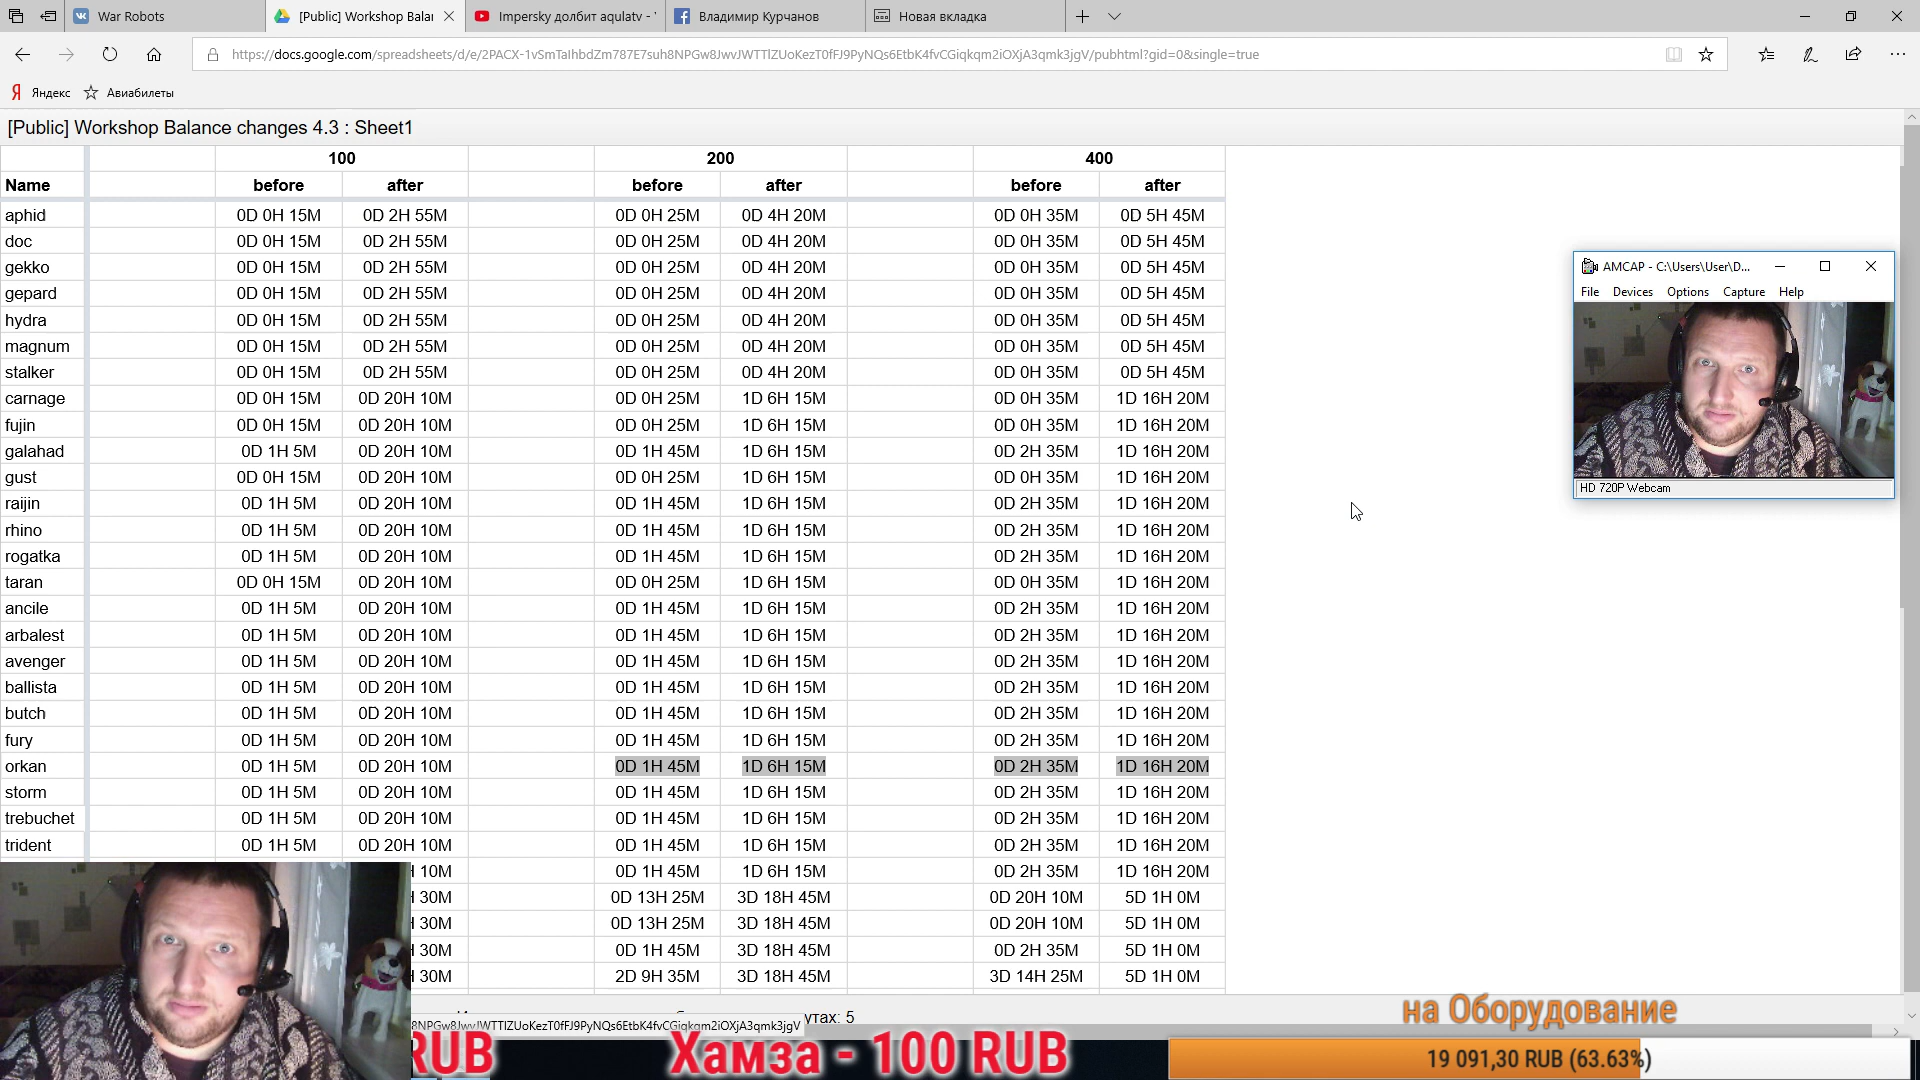 War Robots
[Public] Workshop Balar
Impersky долбит aqulatv - '
Владимир Курчанов
Новая вкладка
https://docs.google.com/spreadsheets/d/e/2PACX-1vSmTaIhbdZm787E7suh8NPGw8JwvJWTTlZUoKezT0fFJ9PyNQs6EtbK4fvCGiqkqm2iOXjA3qmk3jgV/pubhtml?gid=0&single=true
Яндекс Авиабилеты
[Public] Workshop Balance changes 4.3 : Sheet1
100 200 400
Name before after before after before after
aphid 0D 0H 15M 0D 2H 55M 0D 0H 25M 0D 4H 20M 0D 0H 35M 0D 5H 45M
doc 0D 0H 15M 0D 2H 55M 0D 0H 25M 0D 4H 20M 0D 0H 35M 0D 5H 45M
gekko 0D 0H 15M 0D 2H 55M 0D 0H 25M 0D 4H 20M 0D 0H 35M 0D 5H 45M
gepard 0D 0H 15M 0D 2H 55M 0D 0H 25M 0D 4H 20M 0D 0H 35M 0D 5H 45M
hydra 0D 0H 15M 0D 2H 55M 0D 0H 25M 0D 4H 20M 0D 0H 35M 0D 5H 45M
magnum 0D 0H 15M 0D 2H 55M 0D 0H 25M 0D 4H 20M 0D 0H 35M 0D 5H 45M
stalker 0D 0H 15M 0D 2H 55M 0D 0H 25M 0D 4H 20M 0D 0H 35M 0D 5H 45M
carnage 0D 0H 15M 0D 20H 10M 0D 0H 25M 1D 6H 15M 0D 0H 35M 1D 16H 20M
fujin 0D 0H 15M 0D 20H 10M 0D 0H 25M 1D 6H 15M 0D 0H 35M 1D 16H 20M
galahad 0D 1H 5M 0D 20H 10M 0D 1H 45M 1D 6H 15M 0D 2H 35M 1D 16H 20M
gust 0D 0H 15M 0D 20H 10M 0D 0H 25M 1D 6H 15M 0D 0H 35M 1D 16H 20M
raijin 0D 1H 5M 0D 20H 10M 0D 1H 45M 1D 6H 15M 0D 2H 35M 1D 16H 20M
rhino 0D 1H 5M 0D 20H 10M 0D 1H 45M 1D 6H 15M 0D 2H 35M 1D 16H 20M
rogatka 0D 1H 5M 0D 20H 10M 0D 1H 45M 1D 6H 15M 0D 2H 35M 1D 16H 20M
taran 0D 0H 15M 0D 20H 10M 0D 0H 25M 1D 6H 15M 0D 0H 35M 1D 16H 20M
ancile 0D 1H 5M 0D 20H 10M 0D 1H 45M 1D 6H 15M 0D 2H 35M 1D 16H 20M
arbalest 0D 1H 5M 0D 20H 10M 0D 1H 45M 1D 6H 15M 0D 2H 35M 1D 16H 20M
avenger 0D 1H 5M 0D 20H 10M 0D 1H 45M 1D 6H 15M 0D 2H 35M 1D 16H 20M
ballista 0D 1H 5M 0D 20H 10M 0D 1H 45M 1D 6H 15M 0D 2H 35M 1D 16H 20M
butch 0D 1H 5M 0D 20H 10M 0D 1H 45M 1D 6H 15M 0D 2H 35M 1D 16H 20M
fury 0D 1H 5M 0D 20H 10M 0D 1H 45M 1D 6H 15M 0D 2H 35M 1D 16H 20M
orkan 0D 1H 5M 0D 20H 10M 0D 1H 45M 1D 6H 15M 0D 2H 35M 1D 16H 20M
storm 0D 1H 5M 0D 20H 10M 0D 1H 45M 1D 6H 15M 0D 2H 35M 1D 16H 20M
trebuchet 0D 1H 5M 0D 20H 10M 0D 1H 45M 1D 6H 15M 0D 2H 35M 1D 16H 20M
trident 0D 1H 5M 0D 20H 10M 0D 1H 45M 1D 6H 15M 0D 2H 35M 1D 16H 20M
10M 0D 1H 45M 1D 6H 15M 0D 2H 35M 1D 16H 20M
30M 0D 13H 25M 3D 18H 45M 0D 20H 10M 5D 1H 0M
30M 0D 13H 25M 3D 18H 45M 0D 20H 10M 5D 1H 0M
30M 0D 1H 45M 3D 18H 45M 0D 2H 35M 5D 1H 0M
30M 2D 9H 35M 3D 18H 45M 3D 14H 25M 5D 1H 0M
AMCAP - C:\Users\User\D...
File Devices Options Capture Help
HD 720P Webcam
утах: 5
8NPGw8JwvJWTTlZUoKezT0fFJ9PyNQs6EtbK4fvCGiqkqm2iOXjA3qmk3jgV
на Оборудование
RUB Хамза - 100 RUB
19 091,30 RUB (63.63%)